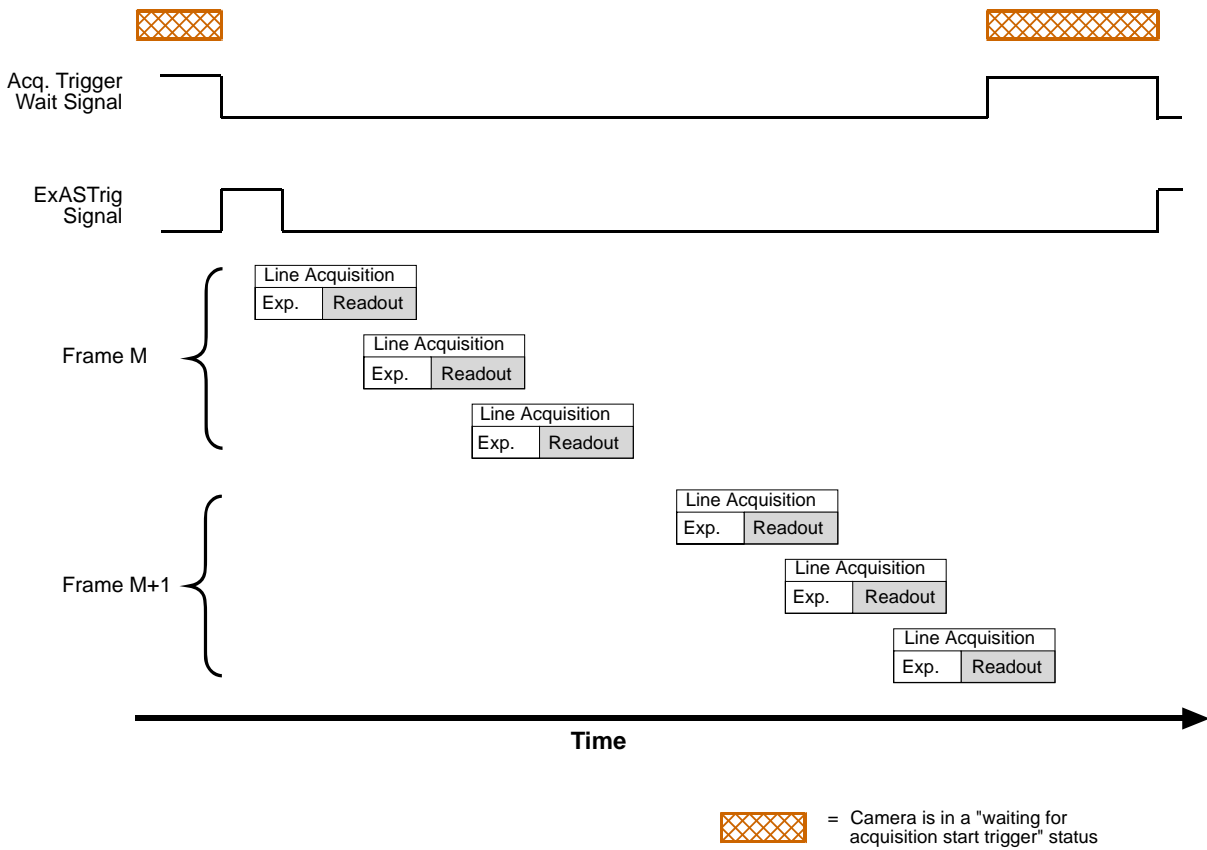 Acq. Trigger
Wait Signal
ExASTrig
Signal
Frame M
Line Acquisition
Exp. Readout
Line Acquisition
Exp. Readout
Line Acquisition
Exp. Readout
Frame M+1
Line Acquisition
Exp. Readout
Line Acquisition
Exp. Readout
Line Acquisition
Exp. Readout
Time
= Camera is in a "waiting for
acquisition start trigger" status